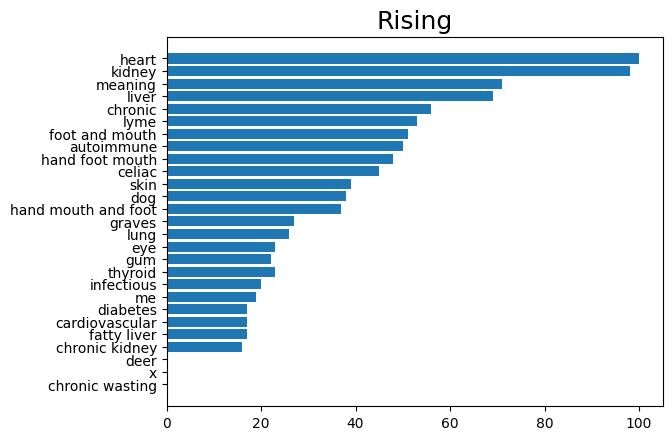 Rising
heart
kidney
meaning
liver
chronic
lyme
foot and mouth
autoimmune
hand foot mouth
celiac
skin
dog
hand mouth and foot
graves
lung
eye
gum
thyroid
infectious
me
diabetes
cardiovascular
fatty liver
chronic kidney
deer
x
chronic wasting
0 20 40 60 80 100